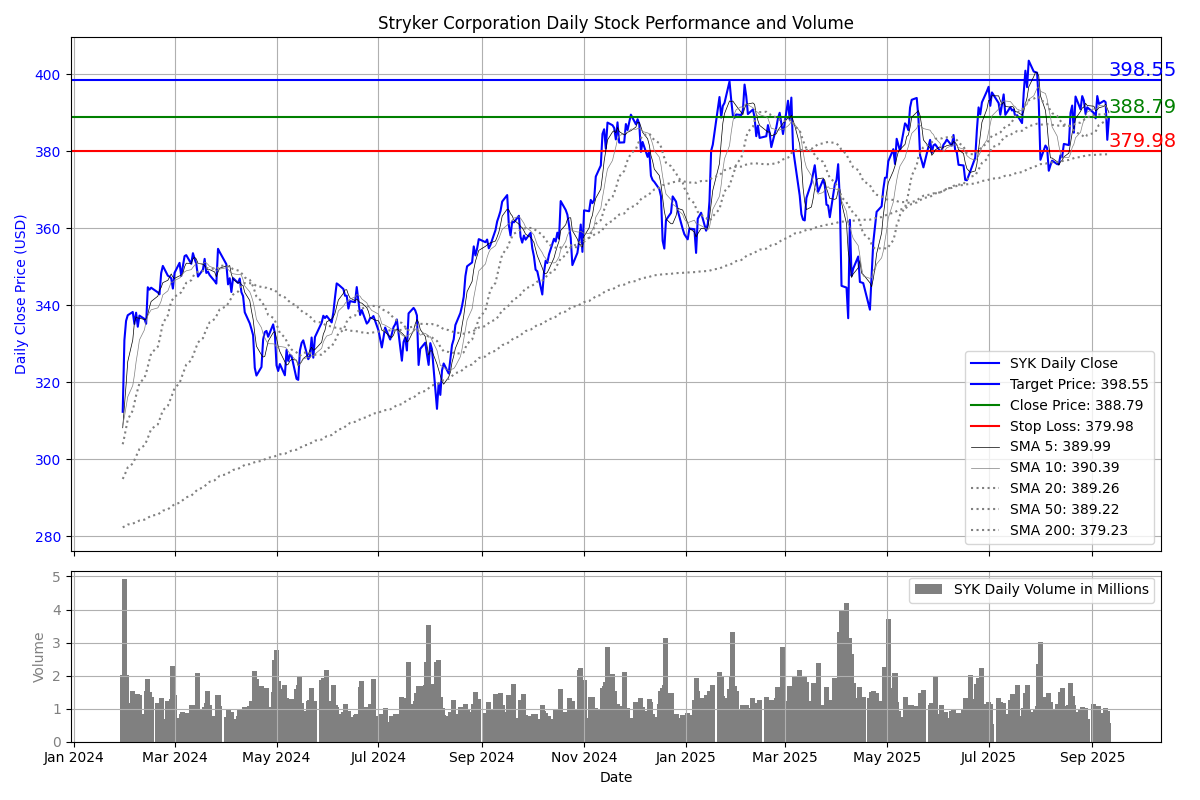 Stryker Corporation Daily Stock Performance and Volume
Daily Close Price (USD)
400
380
360
340
320
300
280
398.55
388.79
379.98
SYK Daily Close
Target Price: 398.55
Close Price: 388.79
Stop Loss: 379.98
SMA 5: 389.99
SMA 10: 390.39
SMA 20: 389.26
SMA 50: 389.22
SMA 200: 379.23
Volume
5
4
3
2
1
0
SYK Daily Volume in Millions
Jan 2024 Mar 2024 May 2024 Jul 2024 Sep 2024 Nov 2024 Jan 2025 Mar 2025 May 2025 Jul 2025 Sep 2025
Date